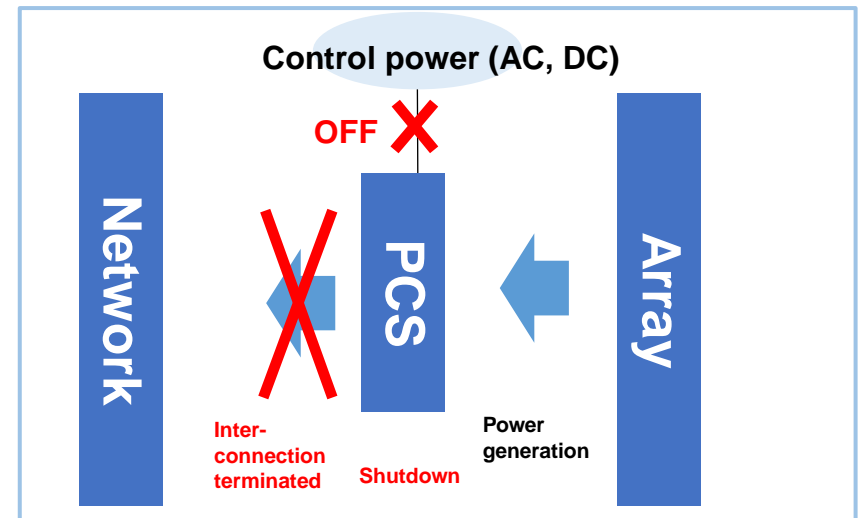 Control power (AC, DC)
OFF
Network
PCS
Array
Inter-
connection
terminated
Shutdown
Power
generation